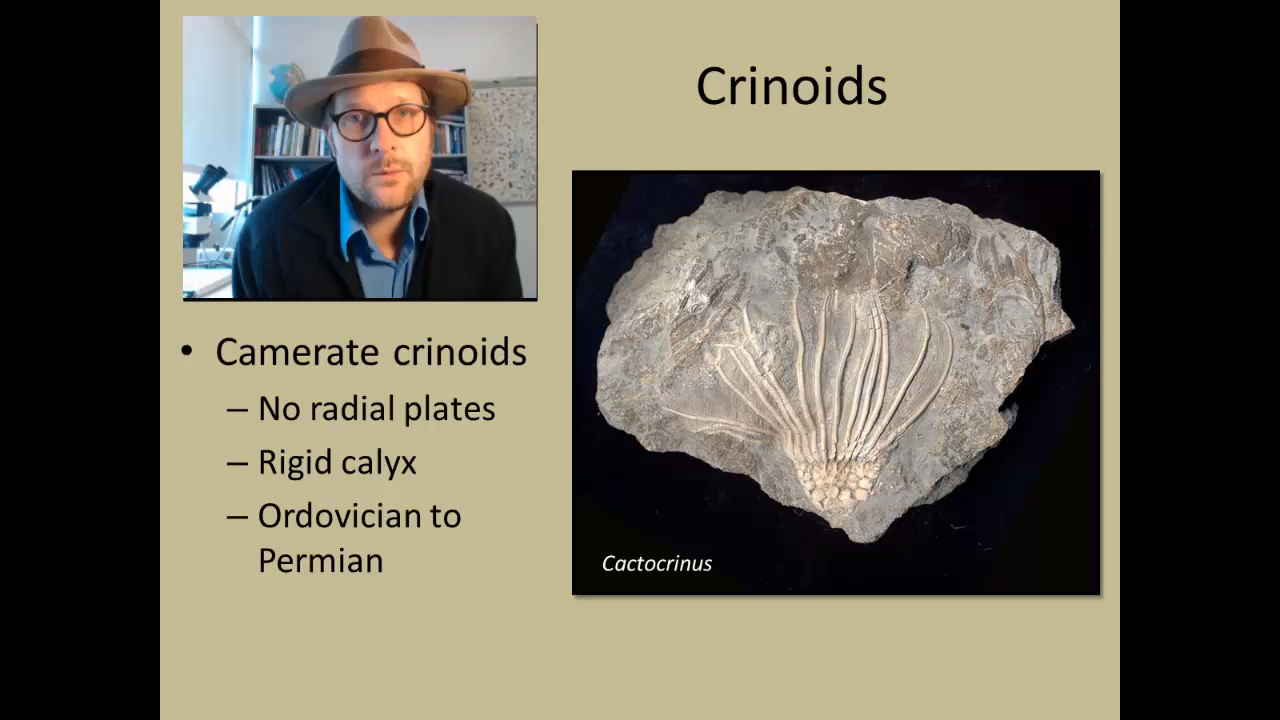 Crinoids
• Camerate crinoids
– No radial plates
– Rigid calyx
– Ordovician to
Permian
Cactocrinus